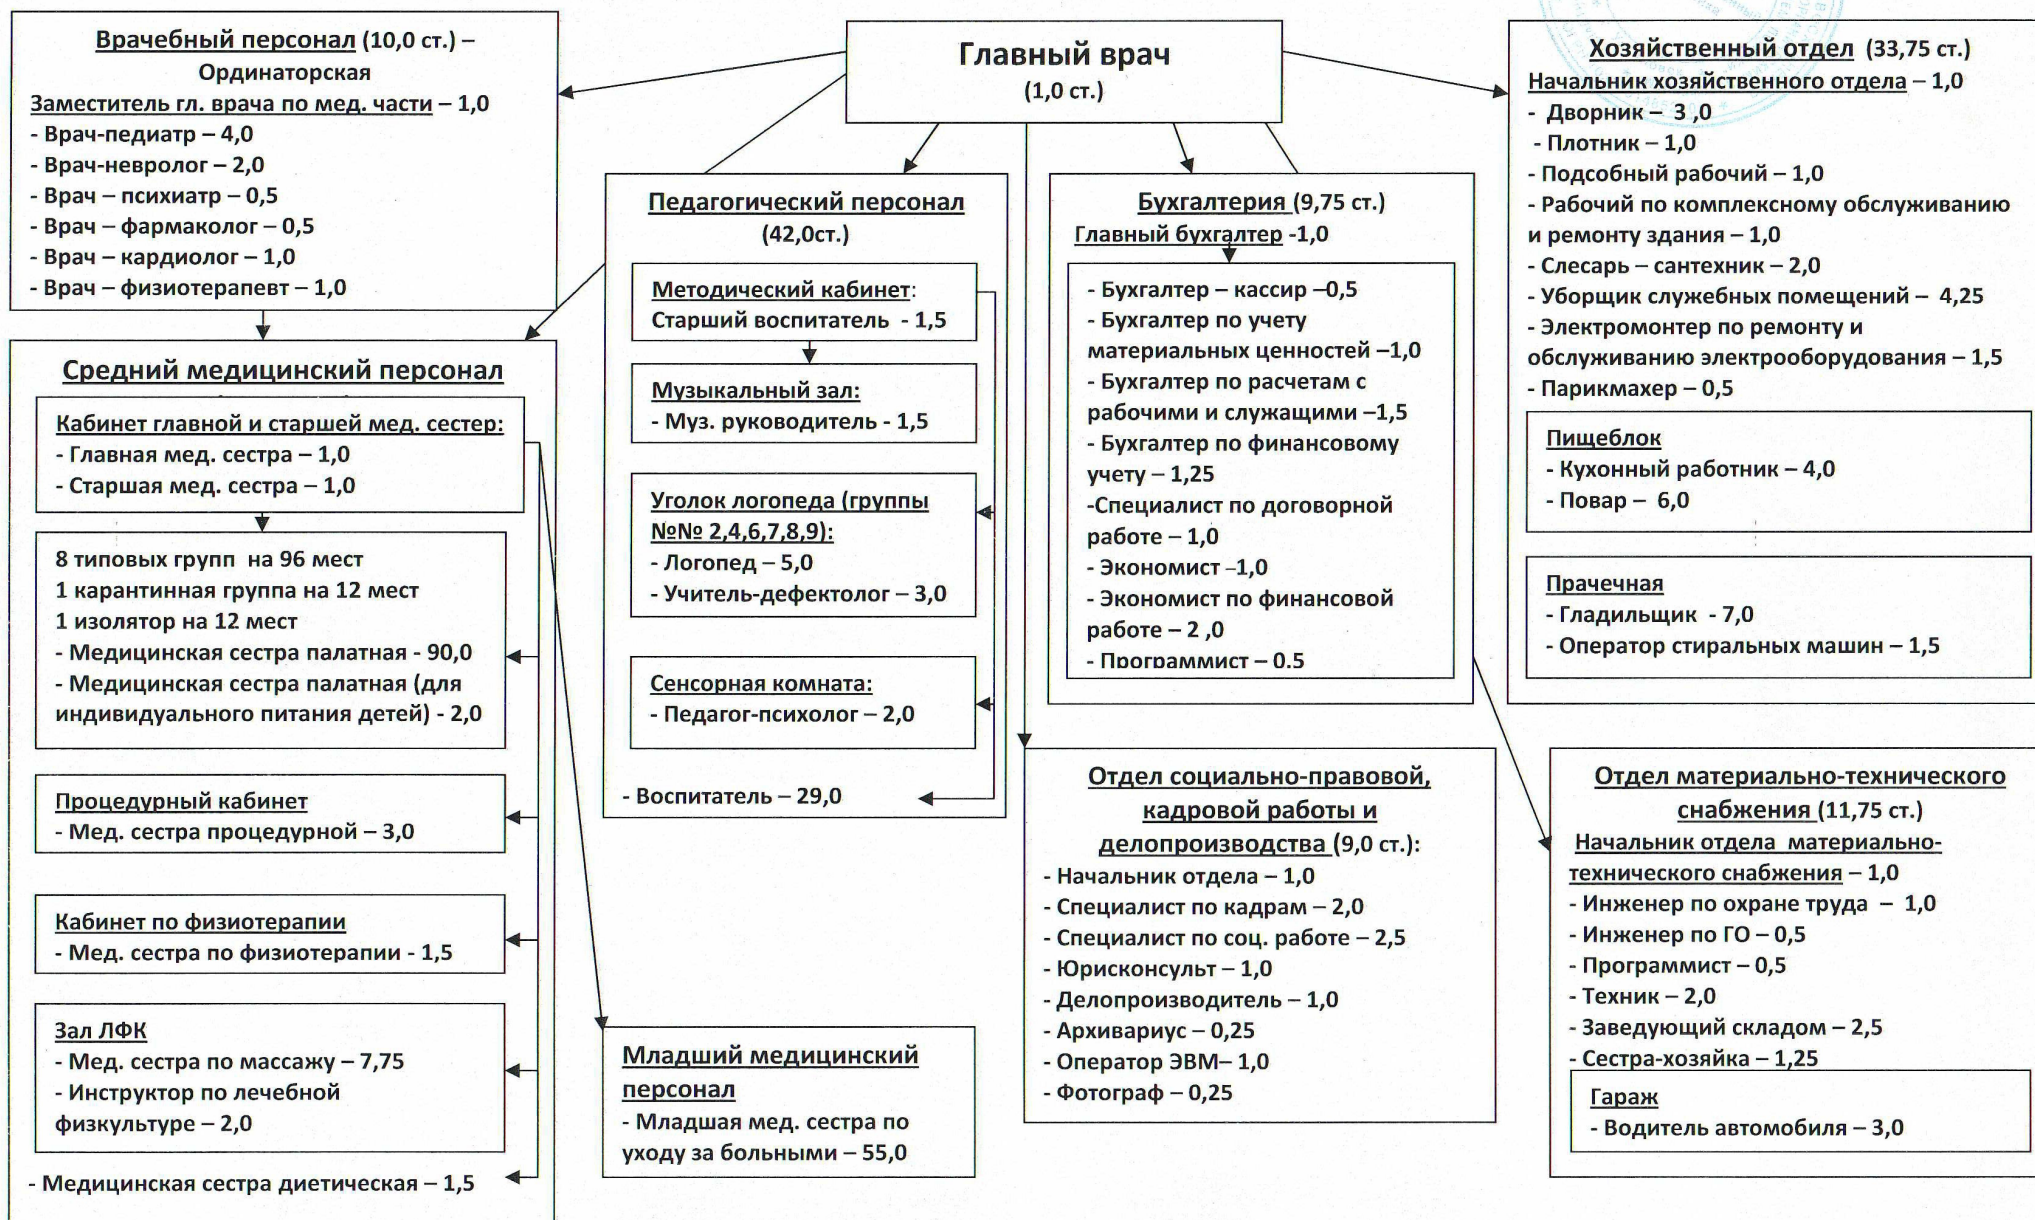 Врачебный персонал (10,0 ст.) –
Ординаторская
Заместитель гл. врача по мед. части – 1,0
- Врач-педиатр – 4,0
- Врач-невролог – 2,0
- Врач – психиатр – 0,5
- Врач – фармаколог – 0,5
- Врач – кардиолог – 1,0
- Врач – физиотерапевт – 1,0
Главный врач
(1,0 ст.)
Хозяйственный отдел (33,75 ст.)
Начальник хозяйственного отдела – 1,0
- Дворник – 3 ,0
- Плотник – 1,0
- Подсобный рабочий – 1,0
- Рабочий по комплексному обслуживанию
и ремонту здания – 1,0
- Слесарь – сантехник – 2,0
- Уборщик служебных помещений – 4,25
- Электромонтер по ремонту и
обслуживанию электрооборудования – 1,5
- Парикмахер – 0,5
Пищеблок
- Кухонный работник – 4,0
- Повар – 6,0
Прачечная
- Гладильщик - 7,0
- Оператор стиральных машин – 1,5
Педагогический персонал
(42,0ст.)
Методический кабинет:
Старший воспитатель - 1,5
Музыкальный зал:
- Муз. руководитель - 1,5
Уголок логопеда (группы
№№ 2,4,6,7,8,9):
- Логопед – 5,0
- Учитель-дефектолог – 3,0
Сенсорная комната:
- Педагог-психолог – 2,0
- Воспитатель – 29,0
Бухгалтерия (9,75 ст.)
Главный бухгалтер -1,0
- Бухгалтер – кассир –0,5
- Бухгалтер по учету
материальных ценностей –1,0
- Бухгалтер по расчетам с
рабочими и служащими –1,5
- Бухгалтер по финансовому
учету – 1,25
-Специалист по договорной
работе – 1,0
- Экономист –1,0
- Экономист по финансовой
работе – 2 ,0
- Программист – 0.5
Средний медицинский персонал
Кабинет главной и старшей мед. сестер:
- Главная мед. сестра – 1,0
- Старшая мед. сестра – 1,0
8 типовых групп на 96 мест
1 карантинная группа на 12 мест
1 изолятор на 12 мест
- Медицинская сестра палатная - 90,0
- Медицинская сестра палатная (для
индивидуального питания детей) - 2,0
Процедурный кабинет
- Мед. сестра процедурной – 3,0
Кабинет по физиотерапии
- Мед. сестра по физиотерапии - 1,5
Зал ЛФК
- Мед. сестра по массажу – 7,75
- Инструктор по лечебной
физкультуре – 2,0
- Медицинская сестра диетическая – 1,5
Младший медицинский
персонал
- Младшая мед. сестра по
уходу за больными – 55,0
Отдел социально-правовой,
кадровой работы и
делопроизводства (9,0 ст.):
- Начальник отдела – 1,0
- Специалист по кадрам – 2,0
- Специалист по соц. работе – 2,5
- Юрисконсульт – 1,0
- Делопроизводитель – 1,0
- Архивариус – 0,25
- Оператор ЭВМ– 1,0
- Фотограф – 0,25
Отдел материально-технического
снабжения (11,75 ст.)
Начальник отдела материально-
технического снабжения – 1,0
- Инженер по охране труда – 1,0
- Инженер по ГО – 0,5
- Программист – 0,5
- Техник – 2,0
- Заведующий складом – 2,5
- Сестра-хозяйка – 1,25
Гараж
- Водитель автомобиля – 3,0